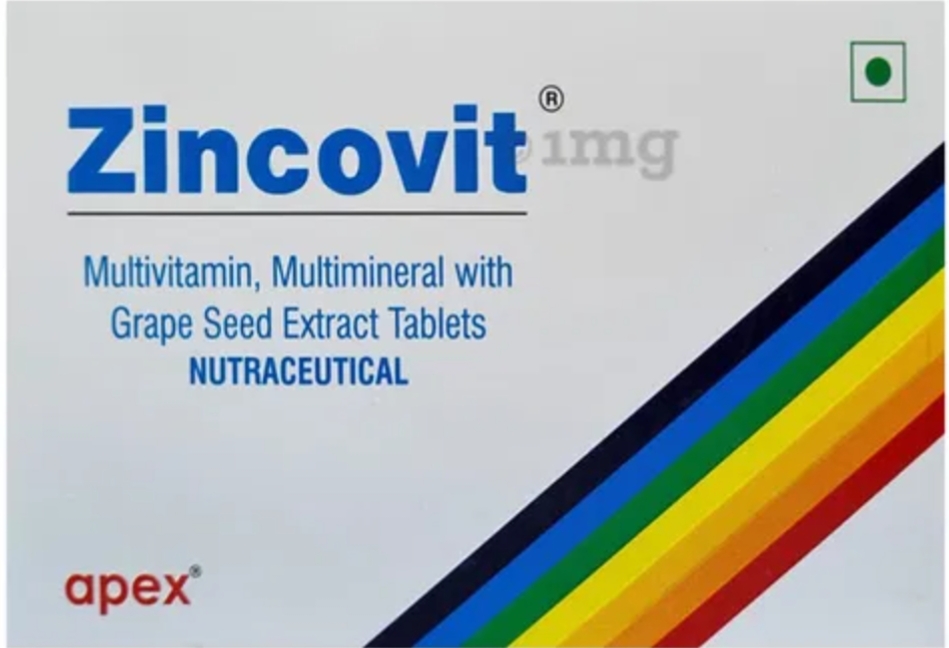 Zincovit®
1mg
Multivitamin, Multimineral with
Grape Seed Extract Tablets
NUTRACEUTICAL
apex®